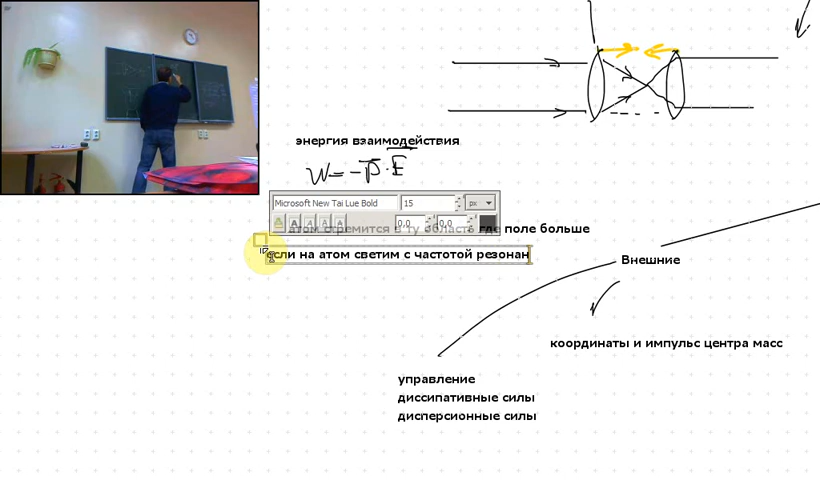 энергия взаимодействия
W = - P · E
Microsoft New Tai Lue Bold 15 px
0,0 0,0
атом стремится в ту область где поле больше
если на атом светим с частотой резонан
Внешние
координаты и импульс центра масс
управление
диссипативные силы
дисперсионные силы